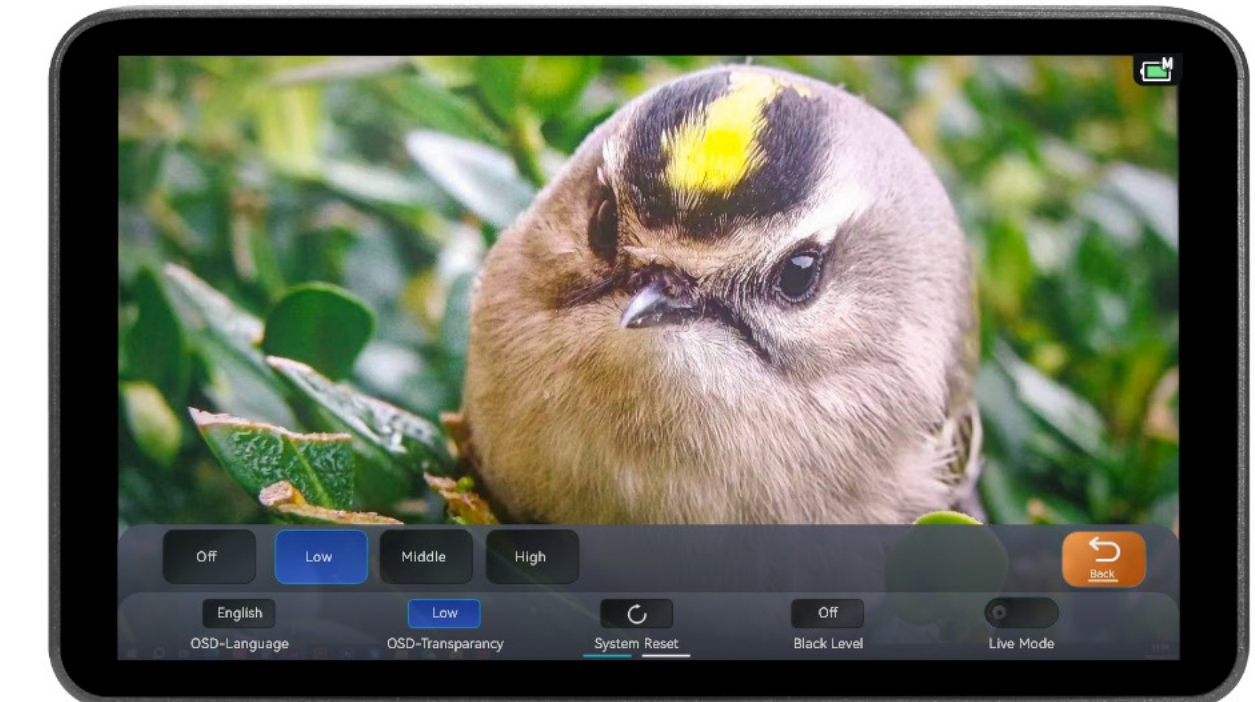 M
Off
Low
Middle
High
Back
English
Low
Off
OSD-Language
OSD-Transparancy
System Reset
Black Level
Live Mode